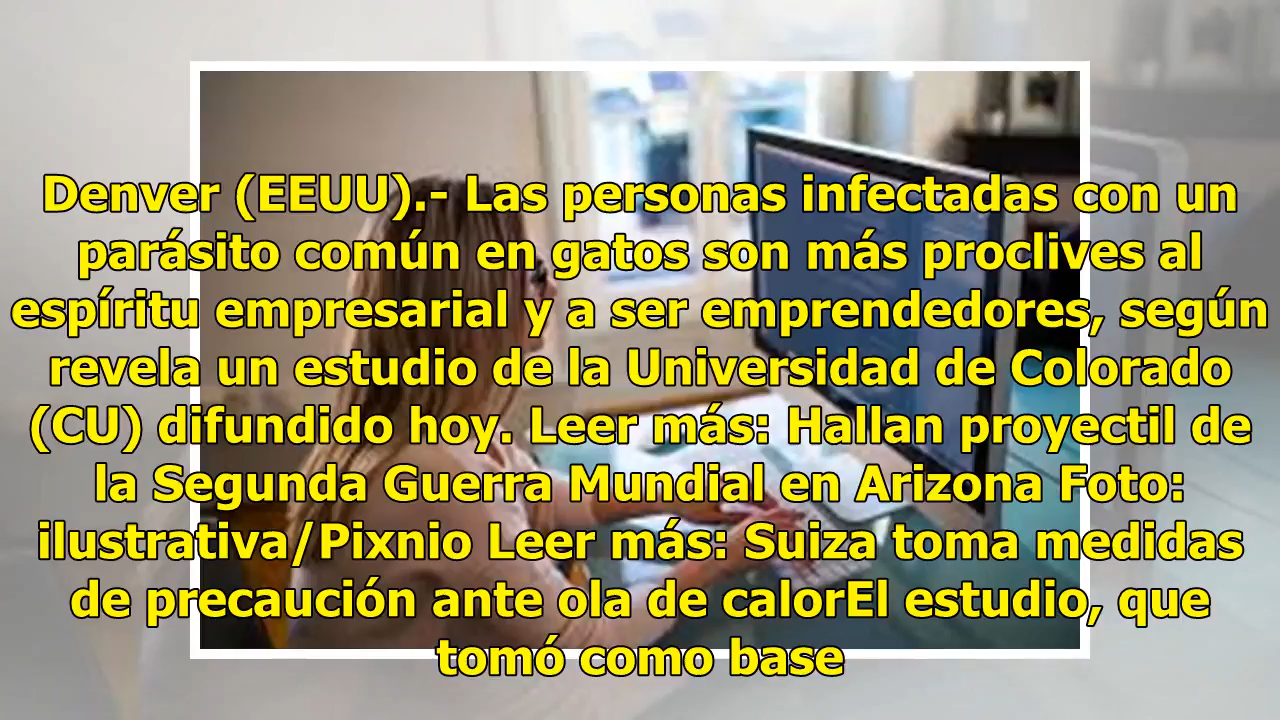 Denver (EEUU).- Las personas infectadas con un
parásito común en gatos son más proclives al
espíritu empresarial y a ser emprendedores, según
revela un estudio de la Universidad de Colorado
(CU) difundido hoy. Leer más: Hallan proyectil de
la Segunda Guerra Mundial en Arizona Foto:
ilustrativa/Pixnio Leer más: Suiza toma medidas
de precaución ante ola de calorEl estudio, que
tomó como base